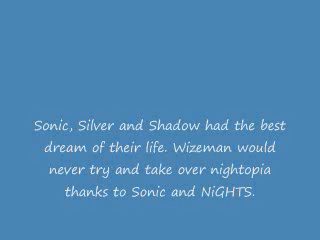 Sonic, Silver and Shadow had the best
dream of their life. Wizeman would
never try and take over nightopia
thanks to Sonic and NiGHTS.